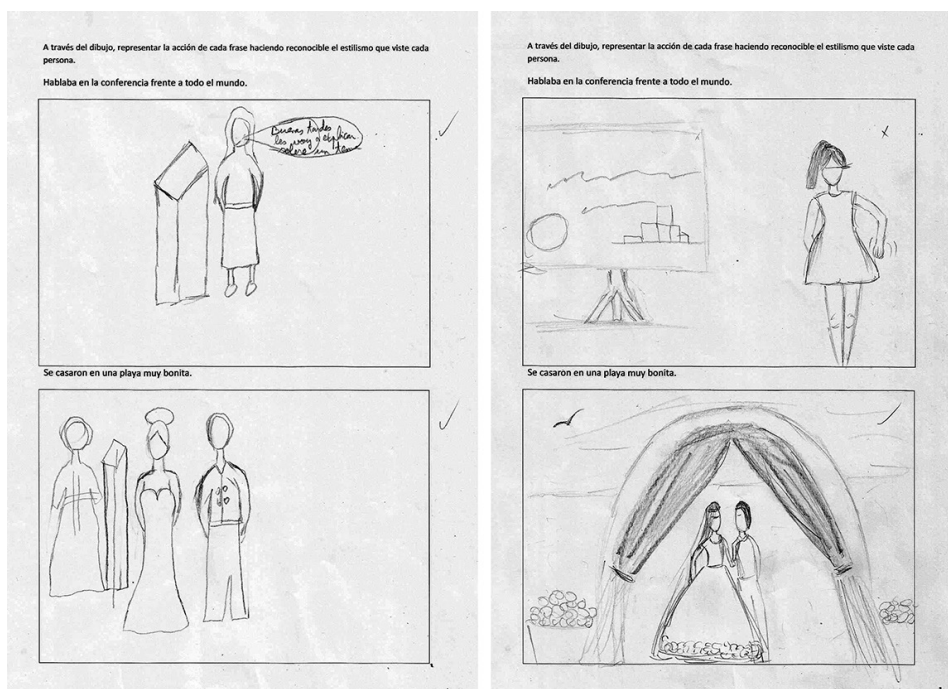 A través del dibujo, representar la acción de cada frase haciendo reconocible el estilismo que viste cada
persona.
Hablaba en la conferencia frente a todo el mundo.
Buenas tardes
les voy a explicar
sobre un tema
Se casaron en una playa muy bonita.
A través del dibujo, representar la acción de cada frase haciendo reconocible el estilismo que viste cada
persona.
Hablaba en la conferencia frente a todo el mundo.
Se casaron en una playa muy bonita.